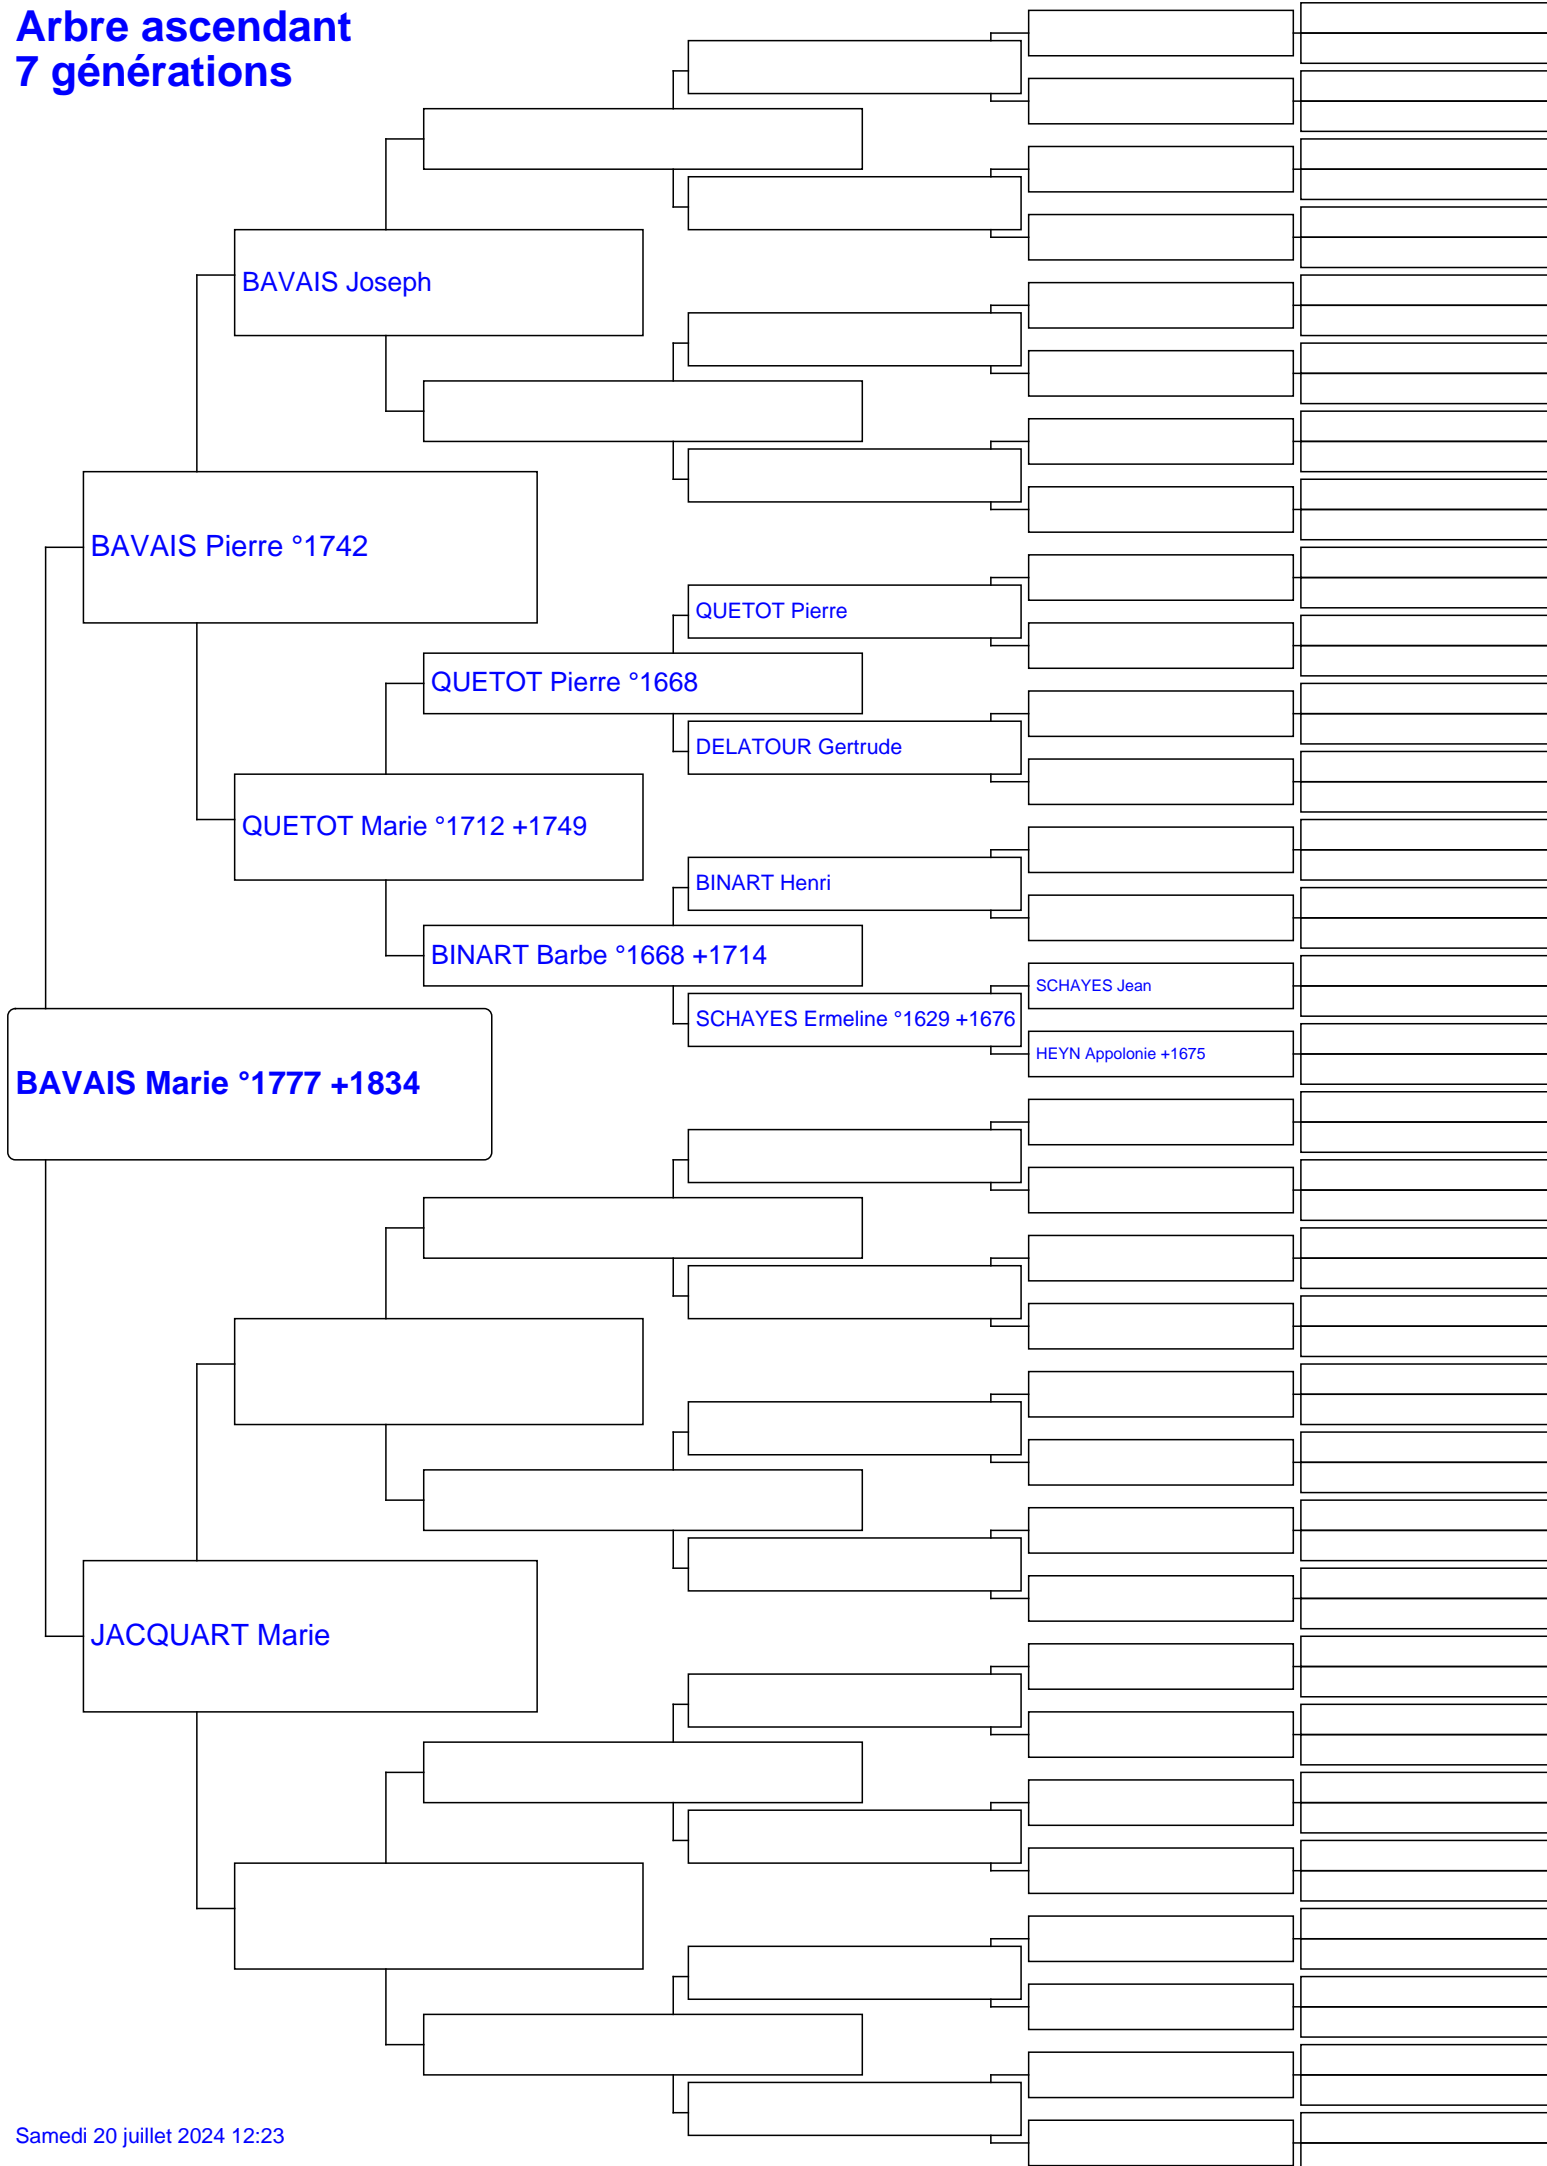 Arbre ascendant
7 générations
BAVAIS Joseph
BAVAIS Pierre °1742
QUETOT Pierre
QUETOT Pierre °1668
DELATOUR Gertrude
QUETOT Marie °1712 +1749
BINART Henri
BINART Barbe °1668 +1714
SCHAYES Jean
SCHAYES Ermeline °1629 +1676
HEYN Appolonie +1675
BAVAIS Marie °1777 +1834
JACQUART Marie
Samedi 20 juillet 2024 12:23